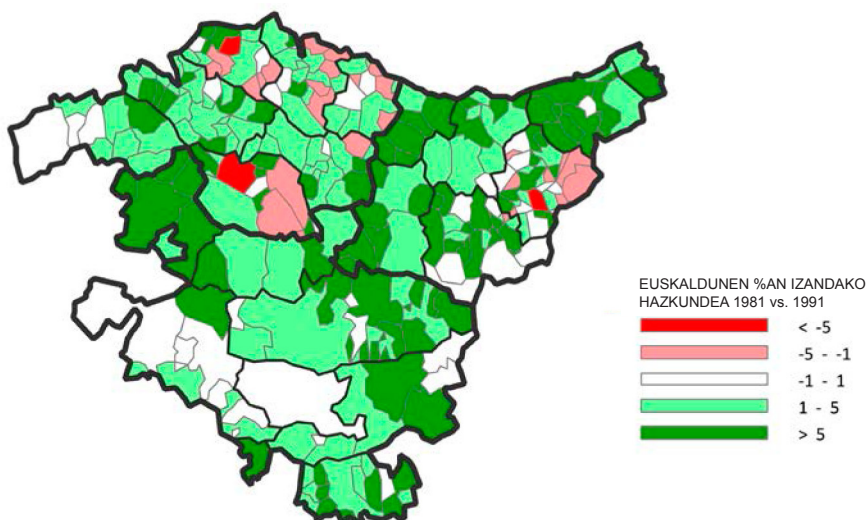 EUSKALDUNEN %AN IZANDAKO
HAZKUNDEA 1981 vs. 1991
< -5
-5 - -1
-1 - 1
1 - 5
> 5